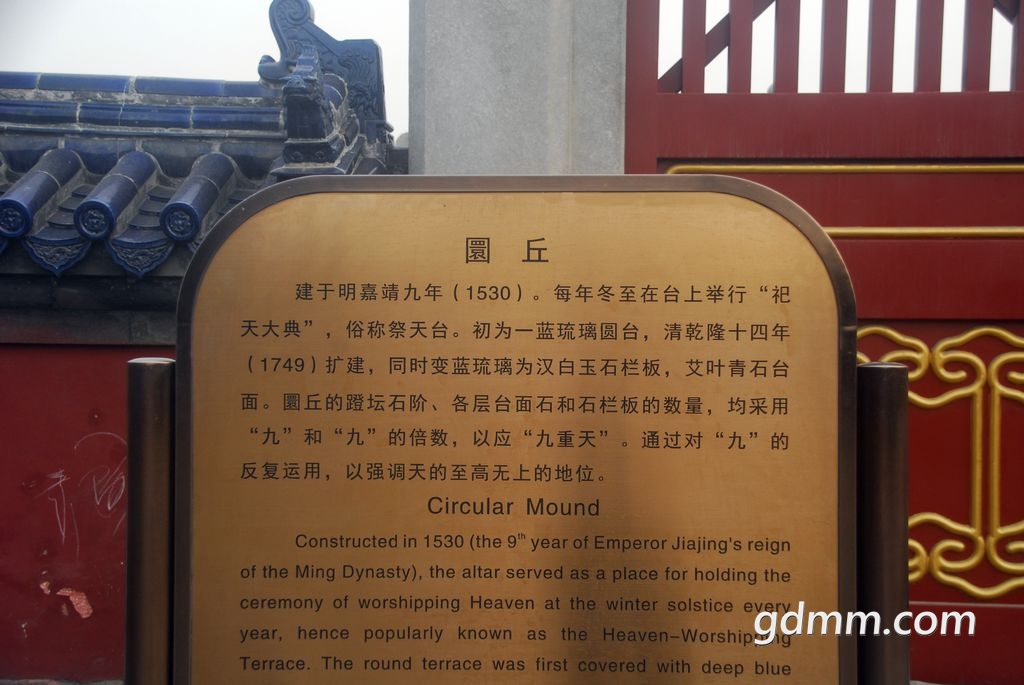 圜 丘
建于明嘉靖九年（1530）。每年冬至在台上举行“祀
天大典”，俗称祭天台。初为一蓝琉璃圆台，清乾隆十四年
（1749）扩建，同时变蓝琉璃为汉白玉石栏板，艾叶青石台
面。圜丘的蹬坛石阶、各层台面石和石栏板的数量，均采用
“九”和“九”的倍数，以应“九重天”。通过对“九”的
反复运用，以强调天的至高无上的地位。
Circular Mound
Constructed in 1530 (the 9th year of Emperor Jiajing's reign
of the Ming Dynasty), the altar served as a place for holding the
ceremony of worshipping Heaven at the winter solstice every
year, hence popularly known as the Heaven-Worshipping
Terrace. The round terrace was first covered with deep blue
gdmm.com